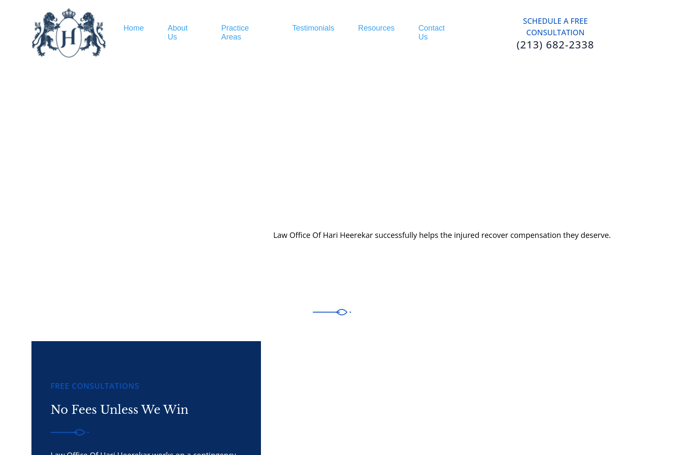 H
Home
About
Us
Practice
Areas
Testimonials
Resources
Contact
Us
SCHEDULE A FREE
CONSULTATION
(213) 682-2338
Law Office Of Hari Heerekar successfully helps the injured recover compensation they deserve.
FREE CONSULTATIONS
No Fees Unless We Win
Law Office Of Hari Heerekar works on a contingency